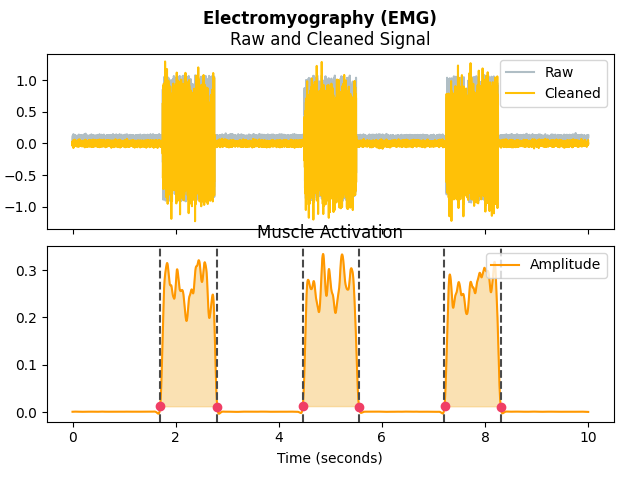 Electromyography (EMG)
Raw and Cleaned Signal
Raw
Cleaned
1.0
0.5
0.0
−0.5
−1.0
Muscle Activation
Amplitude
0.3
0.2
0.1
0.0
0 2 4 6 8 10
Time (seconds)